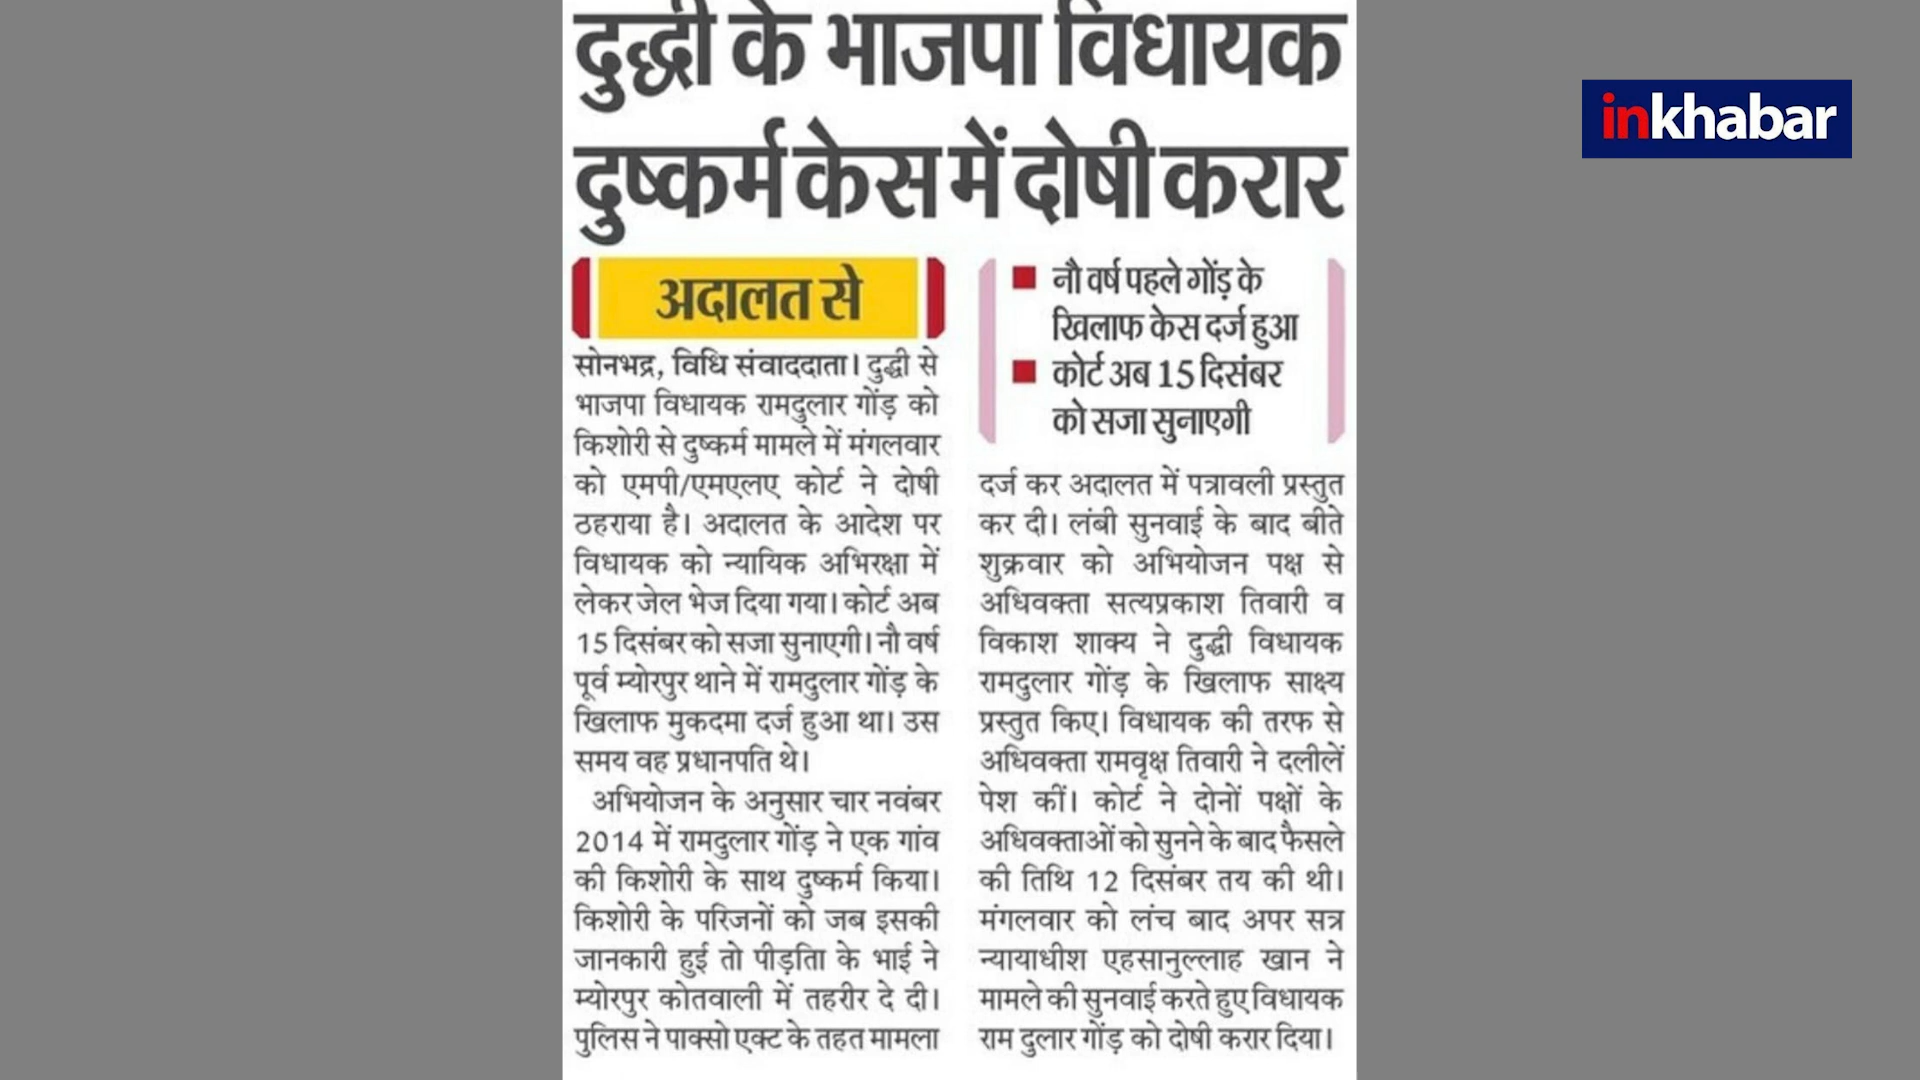 दुद्धी के भाजपा विधायक
दुष्कर्म केस में दोषी करार
inkhabar
अदालत से
सोनभद्र, विधि संवाददाता। दुद्धी से
भाजपा विधायक रामदुलार गोंड़ को
किशोरी से दुष्कर्म मामले में मंगलवार
को एमपी/एमएलए कोर्ट ने दोषी
ठहराया है। अदालत के आदेश पर
विधायक को न्यायिक अभिरक्षा में
लेकर जेल भेज दिया गया। कोर्ट अब
15 दिसंबर को सजा सुनाएगी। नौ वर्ष
पूर्व म्योरपुर थाने में रामदुलार गोंड़ के
खिलाफ मुकदमा दर्ज हुआ था। उस
समय वह प्रधानपति थे।
अभियोजन के अनुसार चार नवंबर
2014 में रामदुलार गोंड़ ने एक गांव
की किशोरी के साथ दुष्कर्म किया।
किशोरी के परिजनों को जब इसकी
जानकारी हुई तो पीड़िता के भाई ने
म्योरपुर कोतवाली में तहरीर दे दी।
पुलिस ने पाक्सो एक्ट के तहत मामला
■ नौ वर्ष पहले गोंड़ के
खिलाफ केस दर्ज हुआ
■ कोर्ट अब 15 दिसंबर
को सजा सुनाएगी
दर्ज कर अदालत में पत्रावली प्रस्तुत
कर दी। लंबी सुनवाई के बाद बीते
शुक्रवार को अभियोजन पक्ष से
अधिवक्ता सत्यप्रकाश तिवारी व
विकाश शाक्य ने दुद्धी विधायक
रामदुलार गोंड़ के खिलाफ साक्ष्य
प्रस्तुत किए। विधायक की तरफ से
अधिवक्ता रामवृक्ष तिवारी ने दलीलें
पेश कीं। कोर्ट ने दोनों पक्षों के
अधिवक्ताओं को सुनने के बाद फैसले
की तिथि 12 दिसंबर तय की थी।
मंगलवार को लंच बाद अपर सत्र
न्यायाधीश एहसानुल्लाह खान ने
मामले की सुनवाई करते हुए विधायक
राम दुलार गोंड़ को दोषी करार दिया।